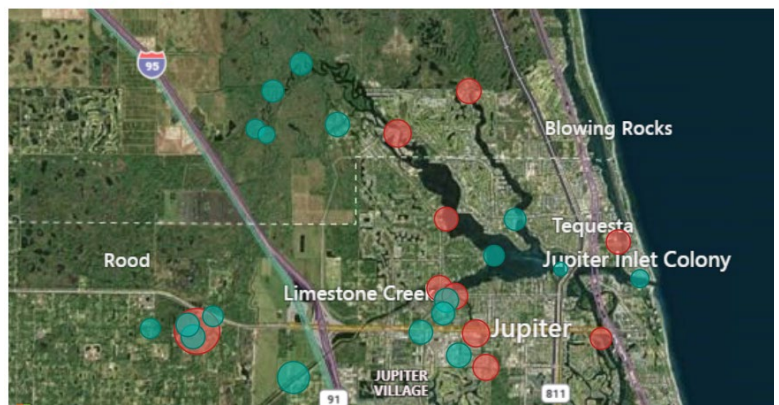 95
Blowing Rocks
Tequesta
Rood
Jupiter Inlet Colony
Limestone Creek
Jupiter
JUPITER
VILLAGE
91
811